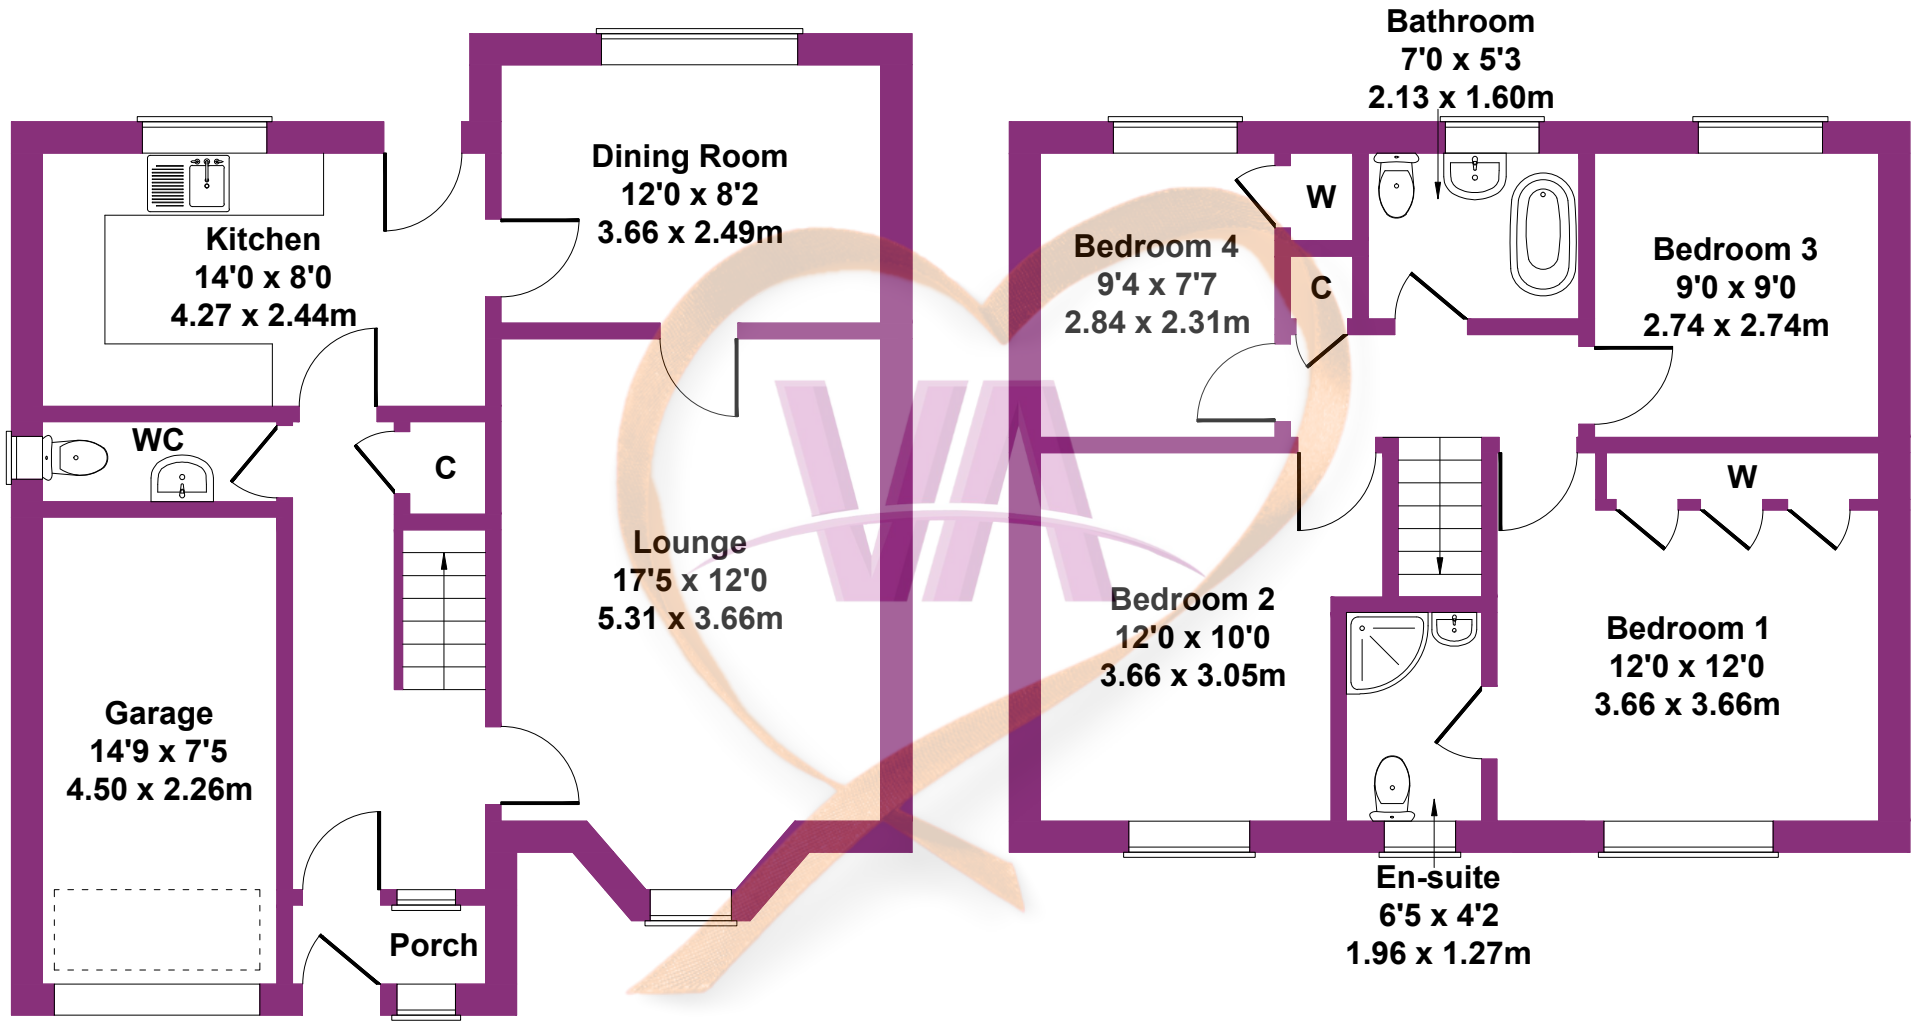 Dining Room
12'0 x 8'2
3.66 x 2.49m
Kitchen
14'0 x 8'0
4.27 x 2.44m
WC
C
Lounge
17'5 x 12'0
5.31 x 3.66m
Garage
14'9 x 7'5
4.50 x 2.26m
Porch
VA
Bathroom
7'0 x 5'3
2.13 x 1.60m
W
Bedroom 4
9'4 x 7'7
2.84 x 2.31m
C
Bedroom 3
9'0 x 9'0
2.74 x 2.74m
W
Bedroom 2
12'0 x 10'0
3.66 x 3.05m
Bedroom 1
12'0 x 12'0
3.66 x 3.66m
En-suite
6'5 x 4'2
1.96 x 1.27m